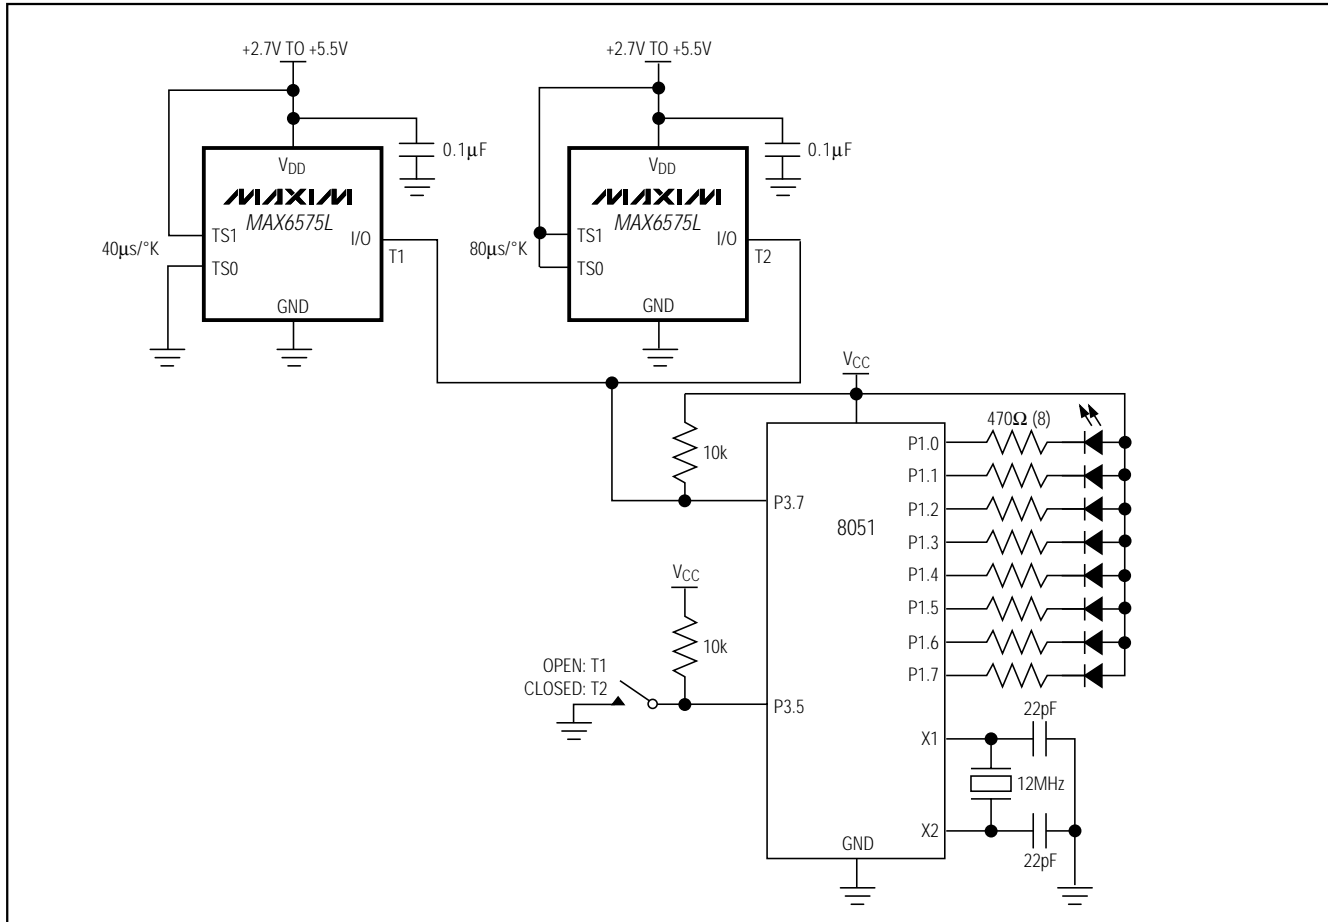 +2.7V TO +5.5V
+2.7V TO +5.5V
0.1µF
0.1µF
VDD
VDD
MAXIM
MAXIM
MAX6575L
MAX6575L
40µs/°K
TS1
I/O
T1
TS0
GND
80µs/°K
TS1
I/O
T2
TS0
GND
VCC
10k
470Ω (8)
P1.0
P1.1
P1.2
P1.3
P1.4
P1.5
P1.6
P1.7
P3.7
8051
VCC
10k
OPEN: T1
CLOSED: T2
P3.5
22pF
X1
12MHz
X2
22pF
GND